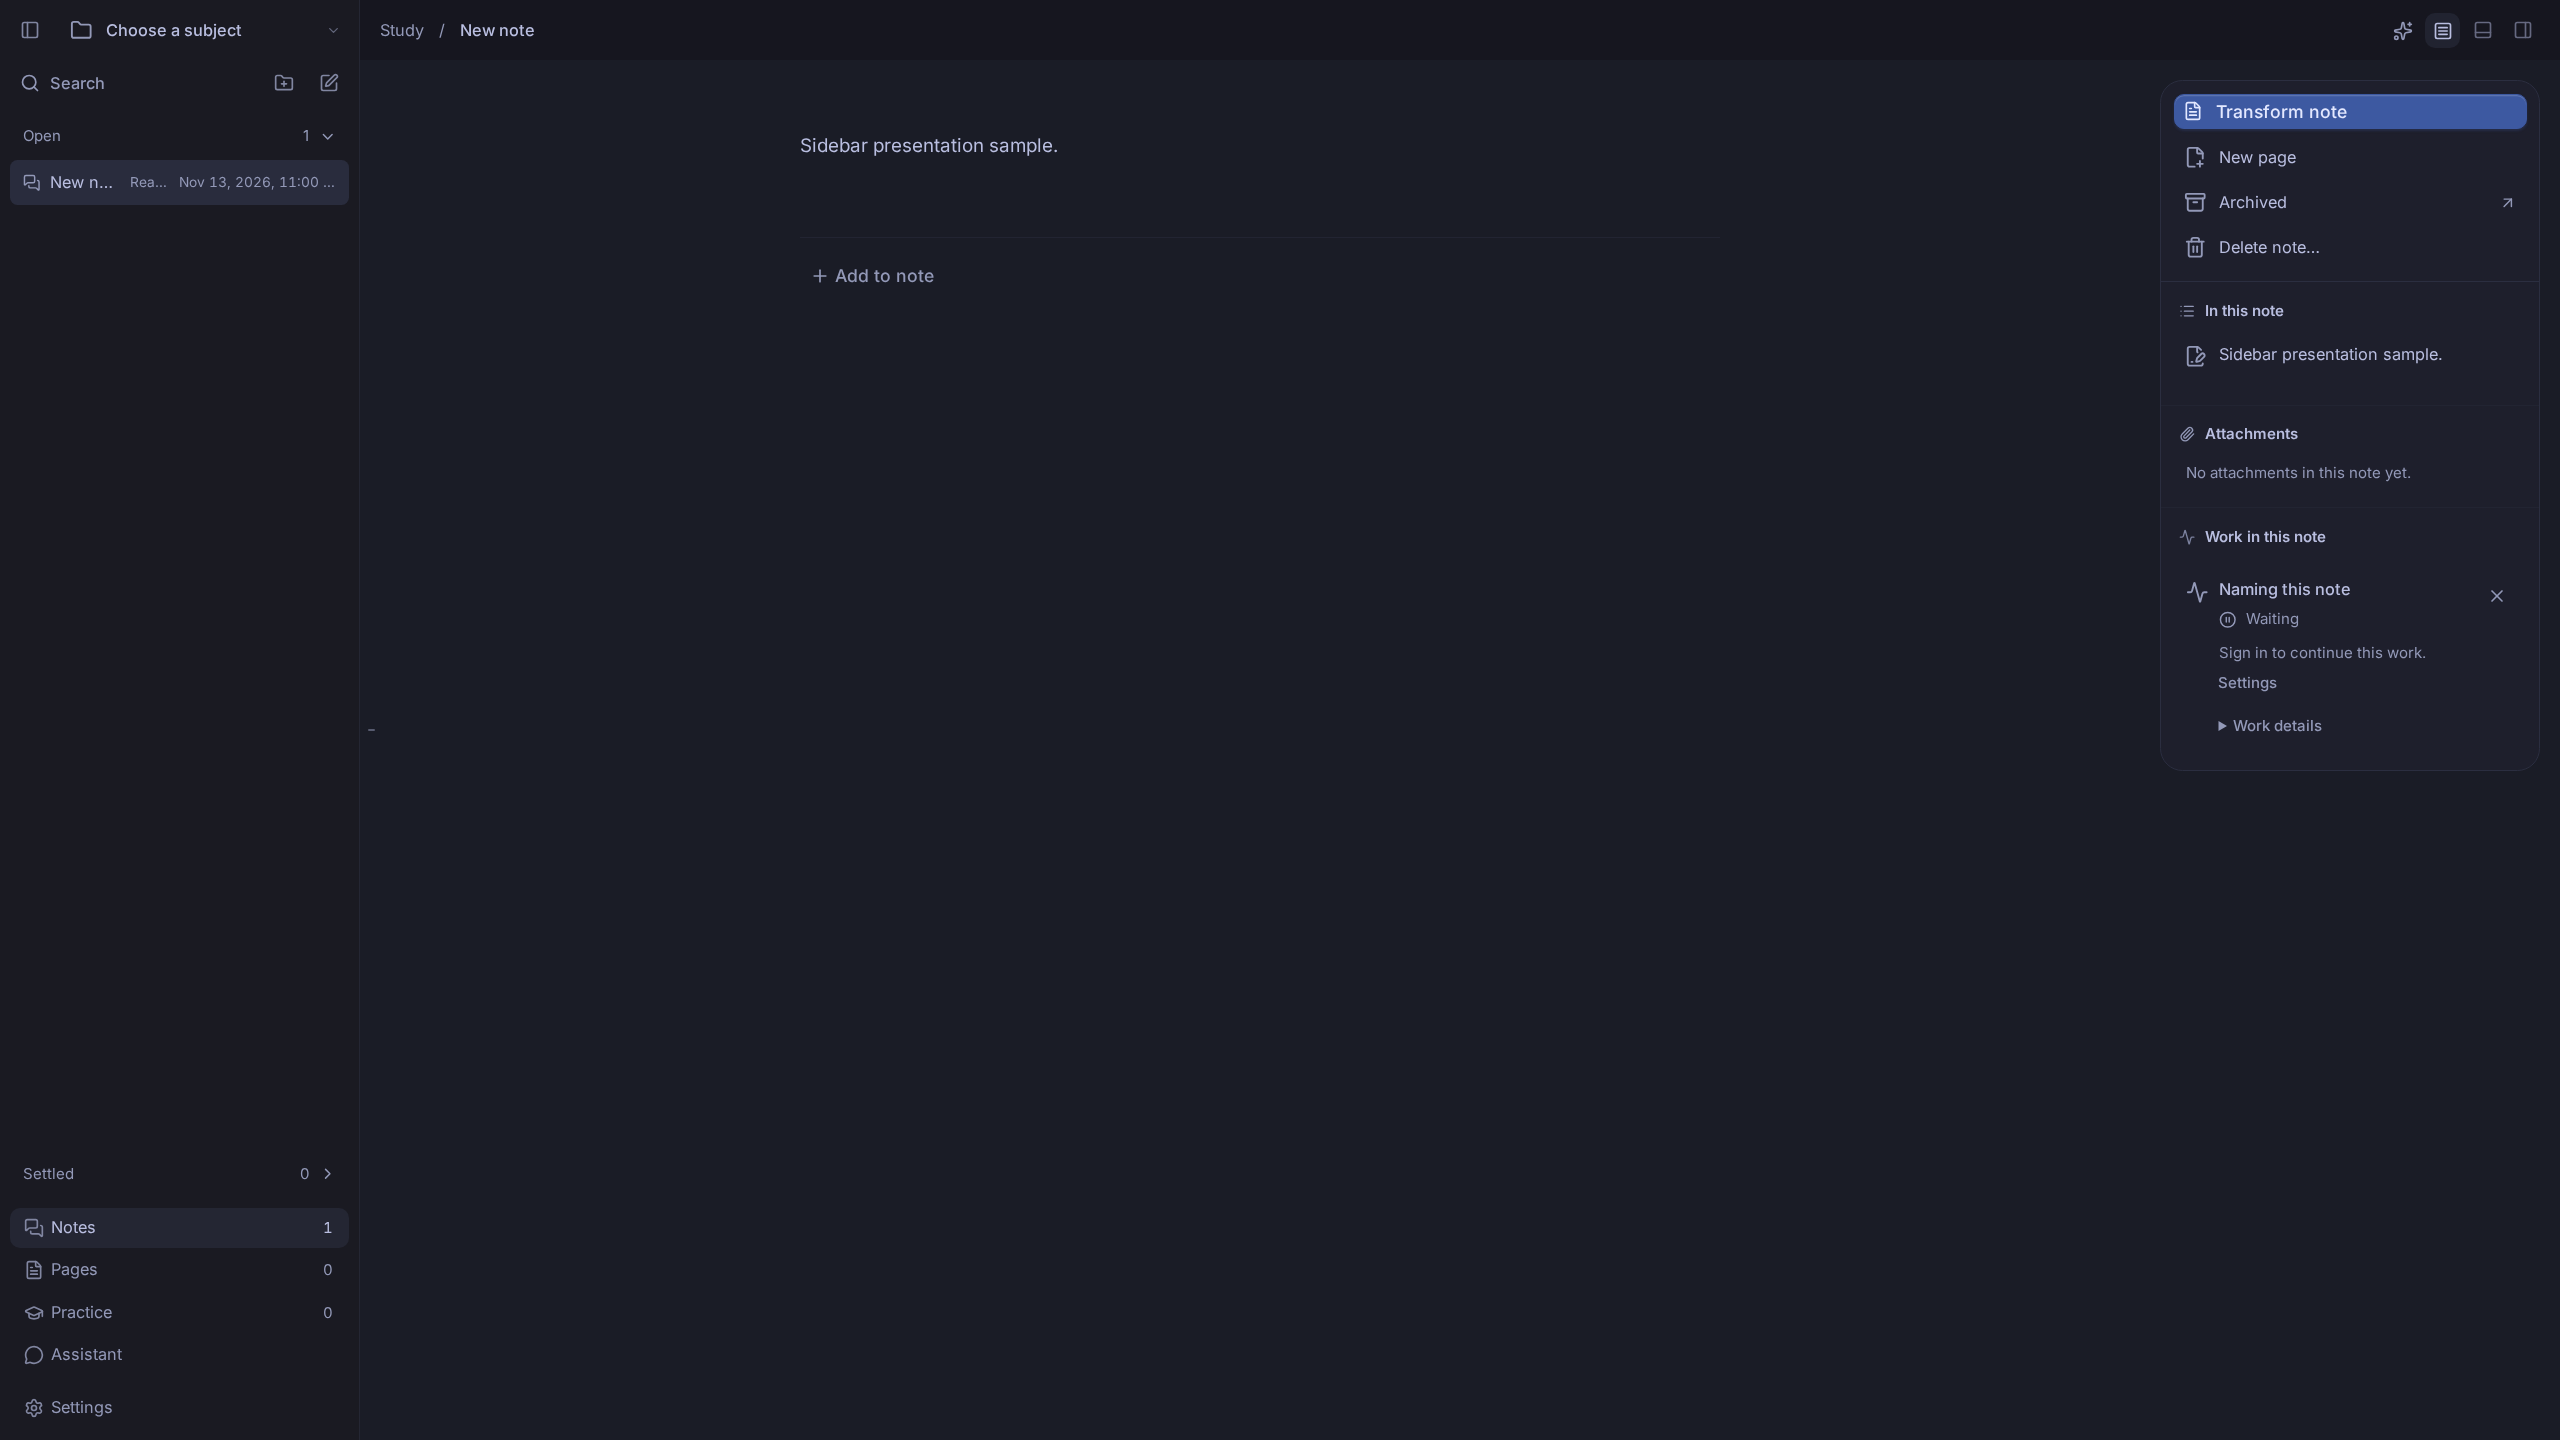 Choose a subject
Search
Open 1
New n... Rea... Nov 13, 2026, 11:00 ...
Settled 0
Notes 1
Pages 0
Practice 0
Assistant
Settings
Study / New note
Sidebar presentation sample.
Add to note
Transform note
New page
Archived
Delete note...
In this note
Sidebar presentation sample.
Attachments
No attachments in this note yet.
Work in this note
Naming this note
Waiting
Sign in to continue this work.
Settings
Work details